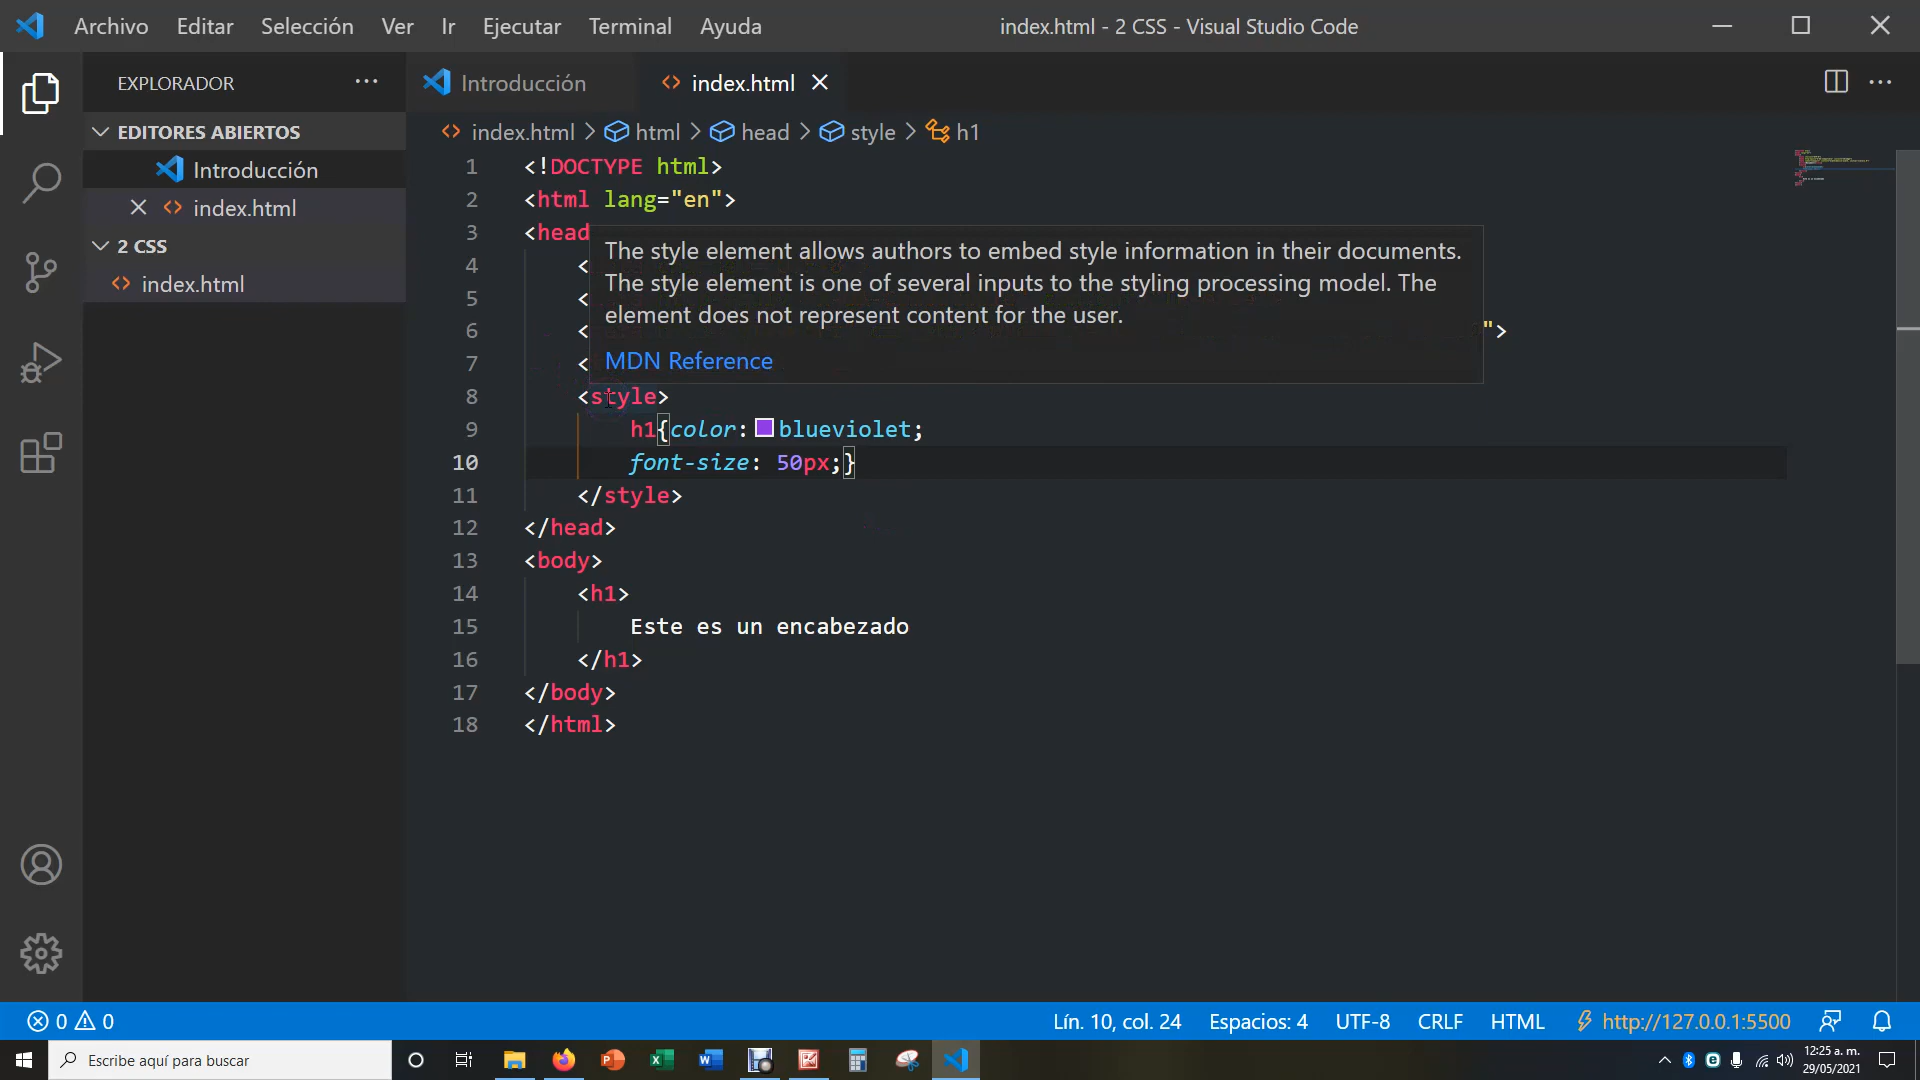 Archivo Editar Selección Ver Ir Ejecutar Terminal Ayuda index.html - 2 CSS - Visual Studio Code
EXPLORADOR
EDITORES ABIERTOS
Introducción
index.html
2 CSS
index.html
Introducción index.html
index.html > html > head > style > h1
1 <!DOCTYPE html>
2 <html lang="en">
3 <head
4 <
5 <
6 < ">
7 <
The style element allows authors to embed style information in their documents.
The style element is one of several inputs to the styling processing model. The
element does not represent content for the user.
MDN Reference
8 <style>
9 h1{color: blueviolet;
10 font-size: 50px;}
11 </style>
12 </head>
13 <body>
14 <h1>
15 Este es un encabezado
16 </h1>
17 </body>
18 </html>
0 0 Lín. 10, col. 24 Espacios: 4 UTF-8 CRLF HTML http://127.0.0.1:5500
Escribe aquí para buscar
12:25 a. m.
29/05/2021